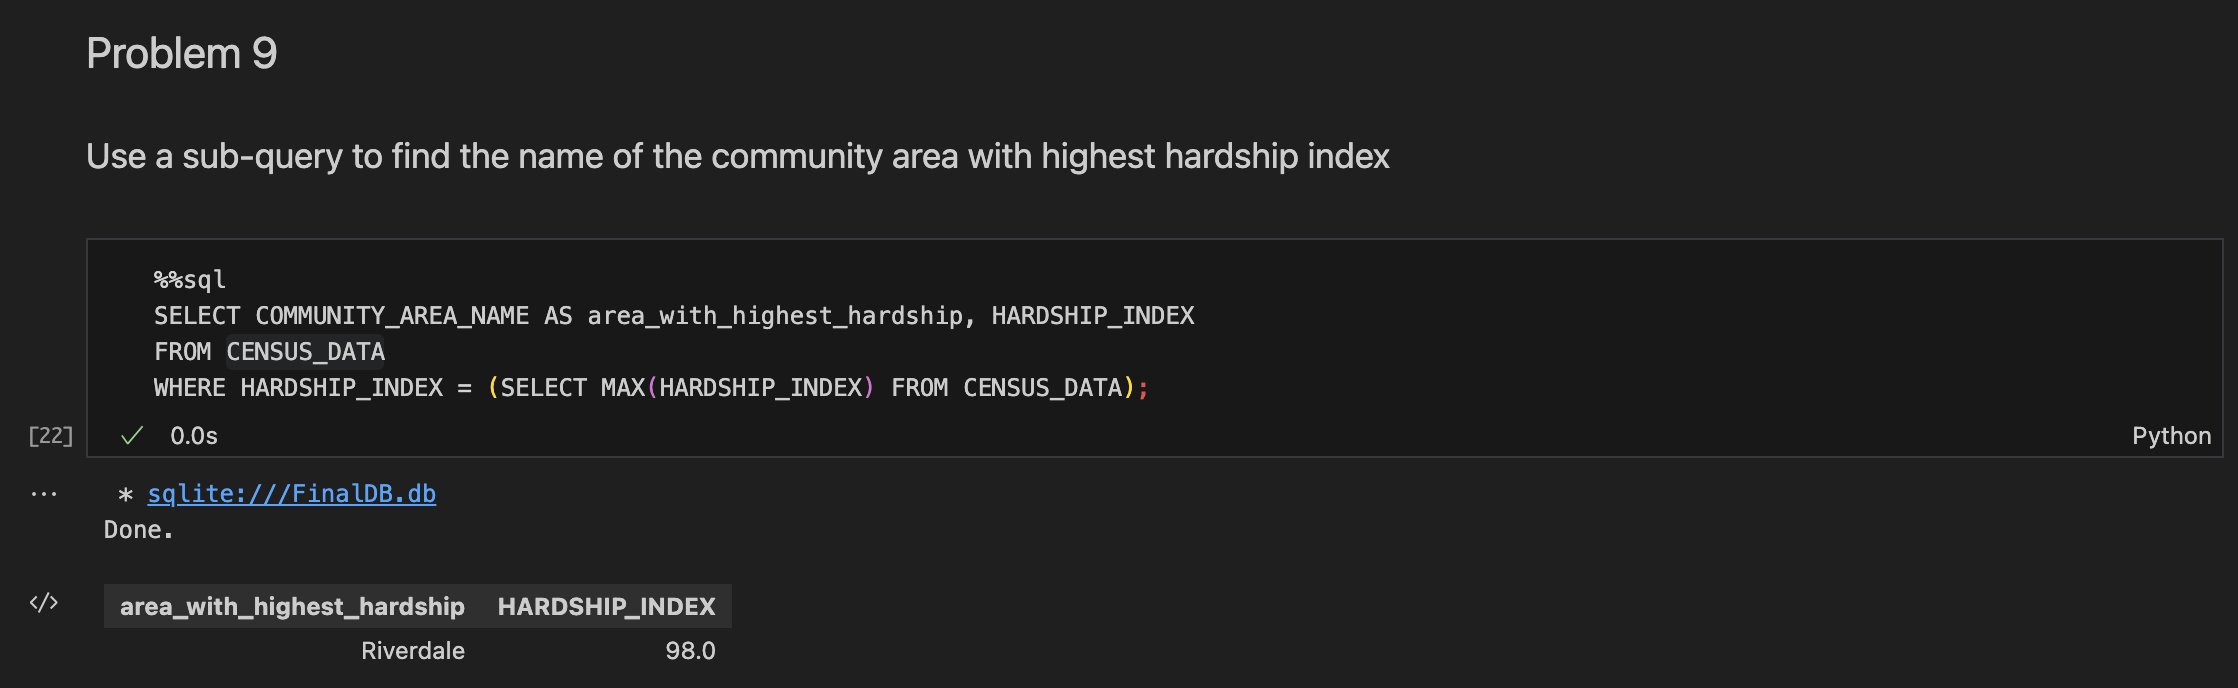 Problem 9
Use a sub-query to find the name of the community area with highest hardship index
%%sql
SELECT COMMUNITY_AREA_NAME AS area_with_highest_hardship, HARDSHIP_INDEX
FROM CENSUS_DATA
WHERE HARDSHIP_INDEX = (SELECT MAX(HARDSHIP_INDEX) FROM CENSUS_DATA);
[22] ✓ 0.0s Python
... * sqlite:///FinalDB.db
Done.
</> area_with_highest_hardship HARDSHIP_INDEX
Riverdale 98.0